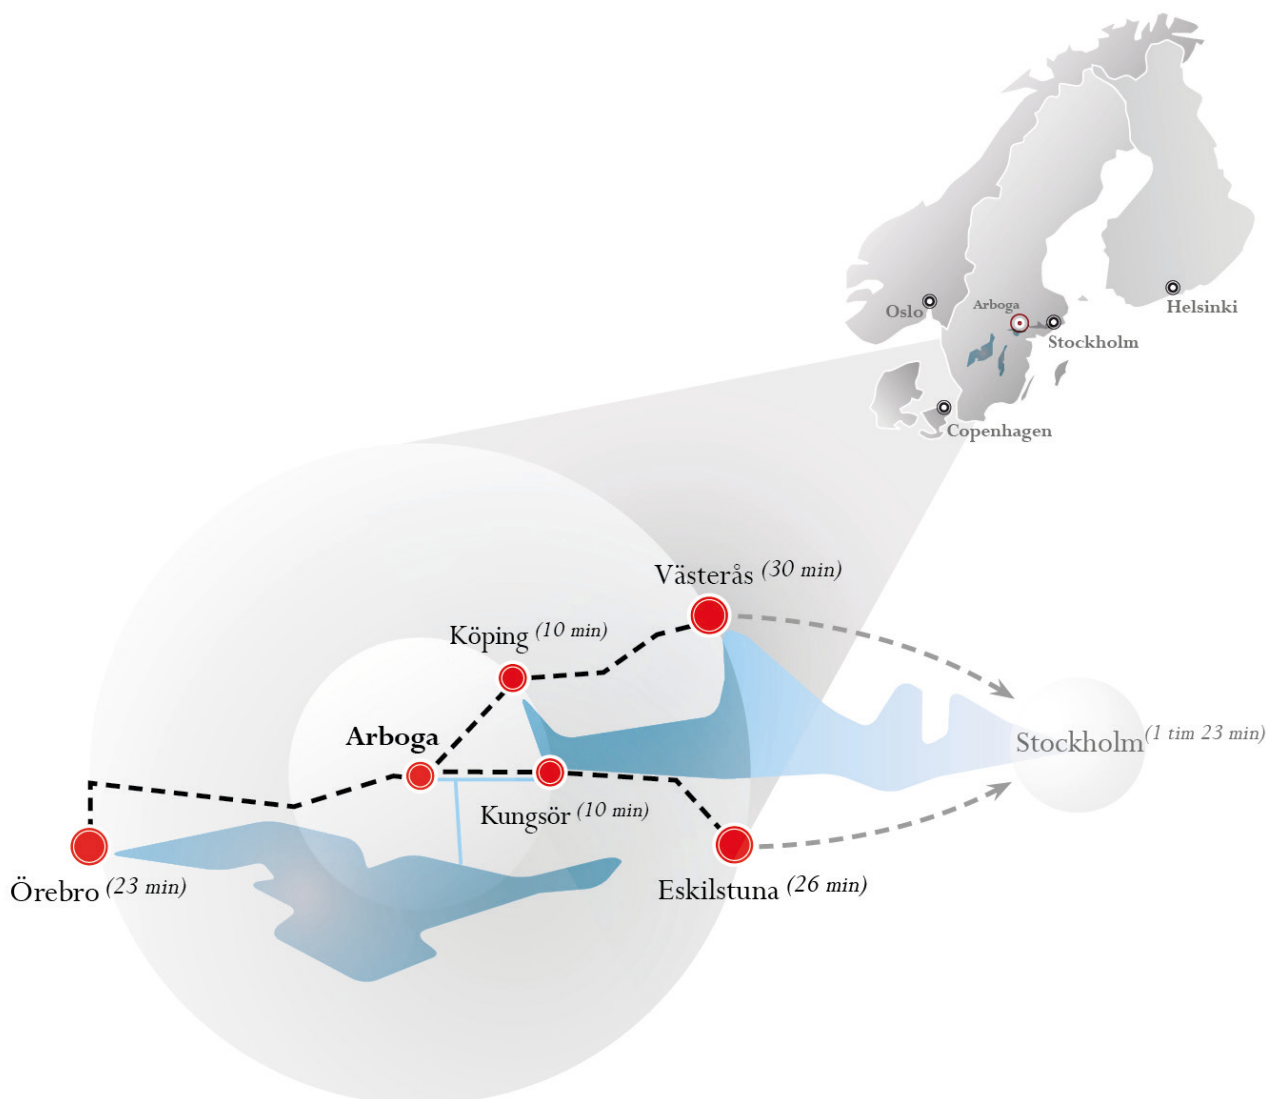 Oslo
Arboga
Helsinki
Stockholm
Copenhagen
Västerås (30 min)
Köping (10 min)
Arboga
Stockholm (1 tim 23 min)
Kungsör (10 min)
Örebro (23 min)
Eskilstuna (26 min)